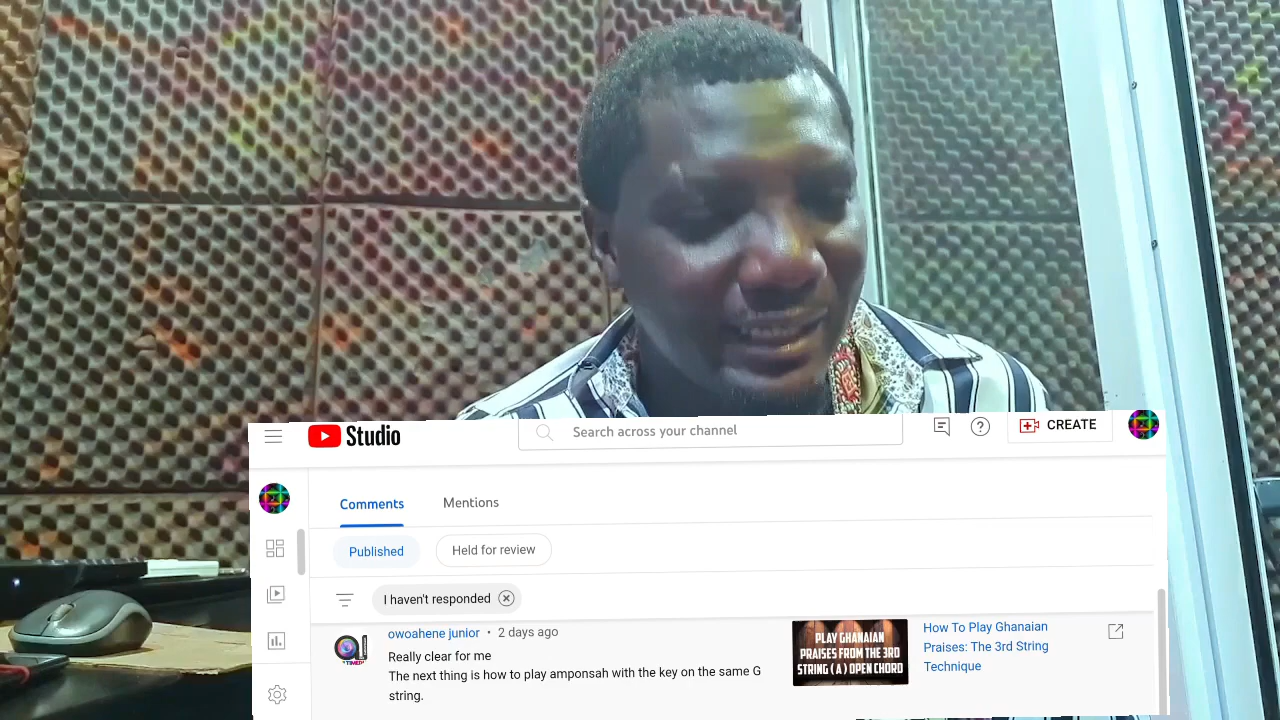 Studio
Search across your channel
CREATE
Comments
Mentions
Published
Held for review
I haven't responded
owoahene junior • 2 days ago
Really clear for me
The next thing is how to play amponsah with the key on the same G
string.
PLAY GHANAIAN
PRAISES FROM THE 3RD
STRING ( A ) OPEN CHORD
How To Play Ghanaian
Praises: The 3rd String
Technique